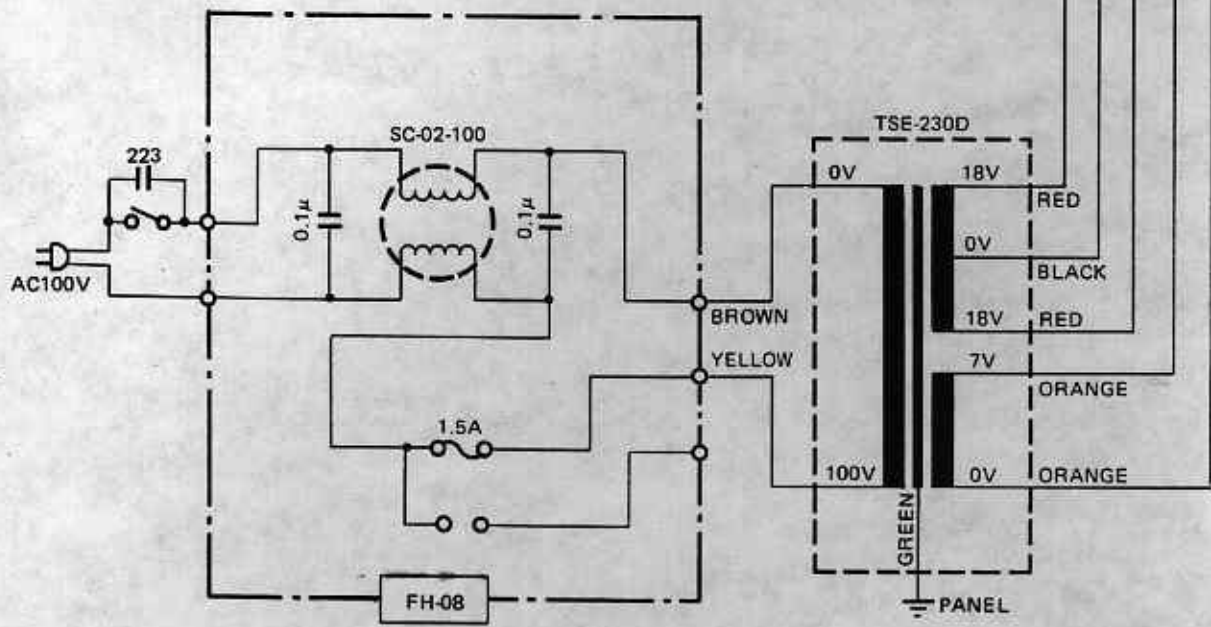 SC-02-100
TSE-230D
223
0V
18V
0.1μ
0.1μ
RED
0V
AC100V
BLACK
BROWN
18V
RED
YELLOW
7V
ORANGE
1.5A
100V
0V
ORANGE
GREEN
FH-08
PANEL